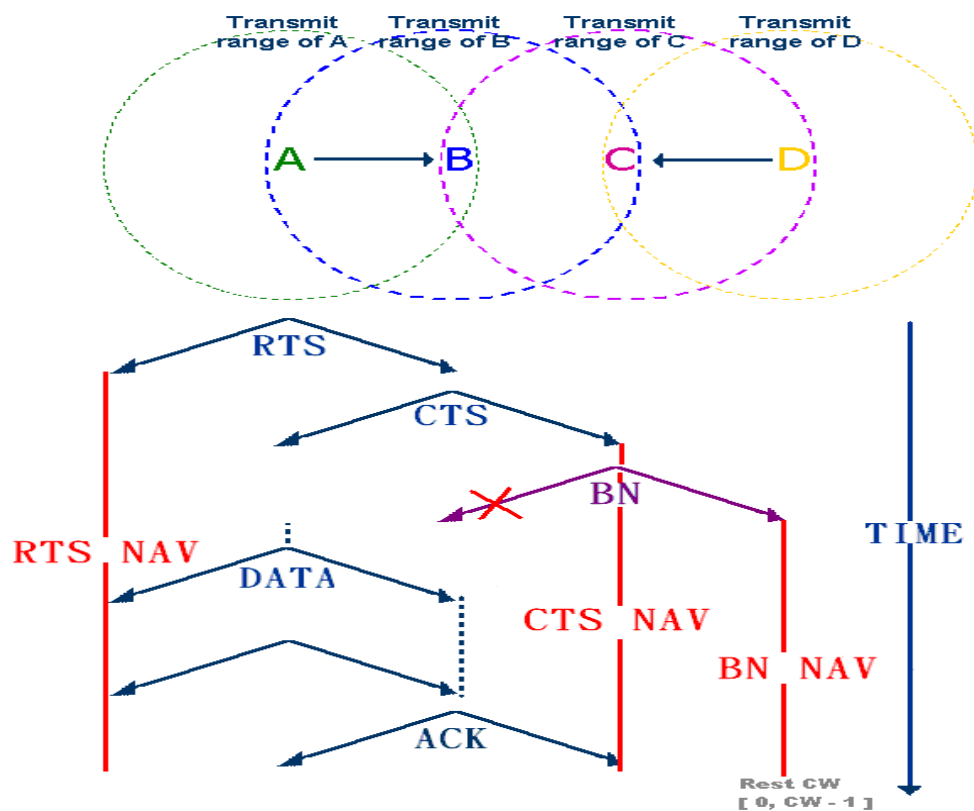 Transmit
range of A
Transmit
range of B
Transmit
range of C
Transmit
range of D
A
B
C
D
RTS
CTS
BN
RTS NAV
DATA
TIME
CTS NAV
BN NAV
ACK
Rest CW
[ 0, CW - 1 ]